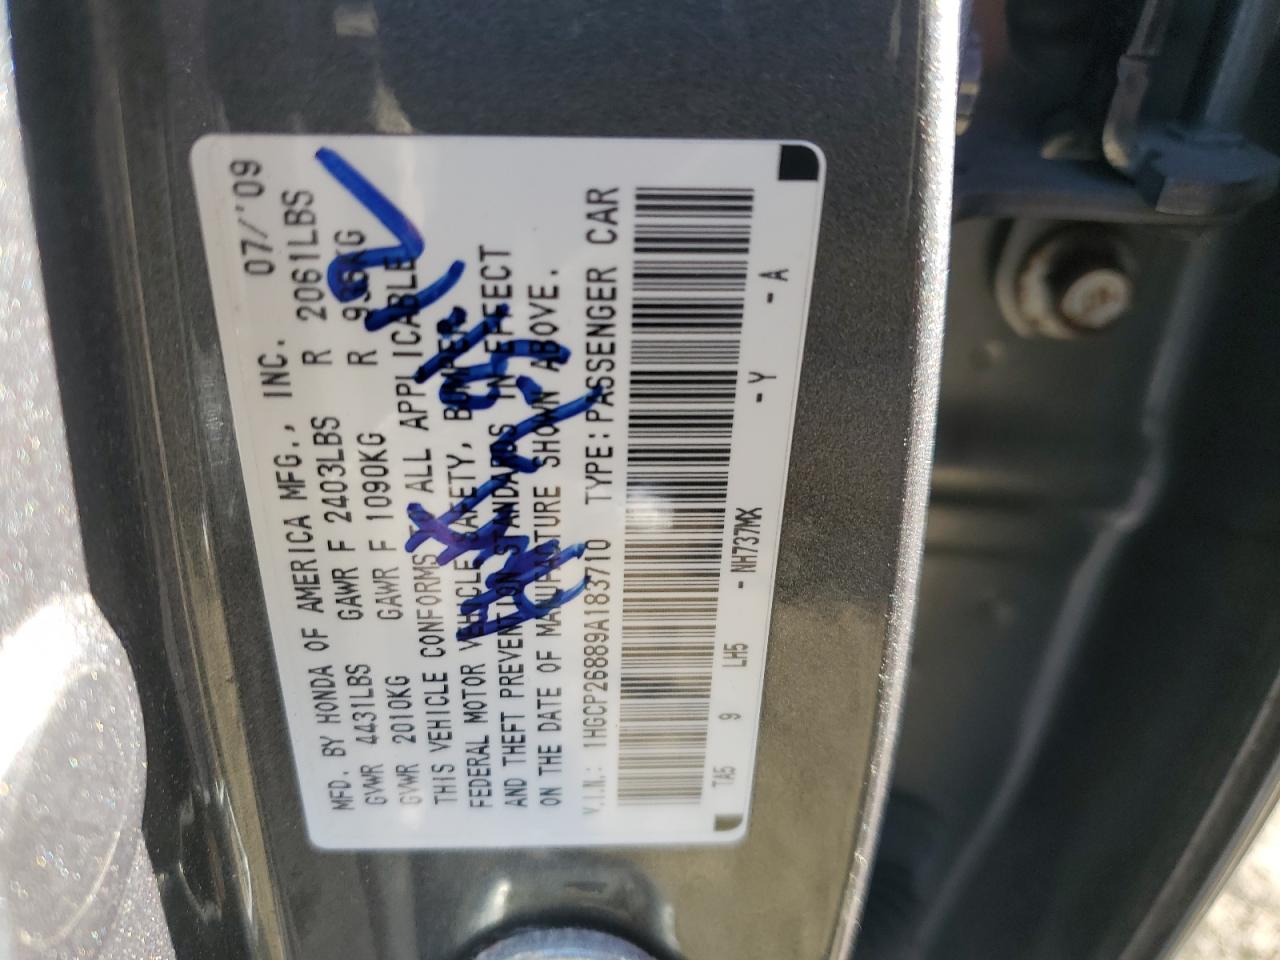 MFD. BY HONDA OF AMERICA MFG., INC. 07/'09
GVWR 4431LBS GAWR F 2403LBS R 2061LBS
GVWR 2010KG GAWR F 1090KG R 935KG
THIS VEHICLE CONFORMS ALL APPLICABLE
FEDERAL MOTOR VEHICLE SAFETY, BUMPER
AND THEFT PREVENTION STANDARDS IN EFFECT
ON THE DATE OF MANUFACTURE SHOWN ABOVE.
V.I.N.: 1HGCP26889A183710 TYPE: PASSENGER CAR
TA5 9 LH5 - NH737MX - Y - A